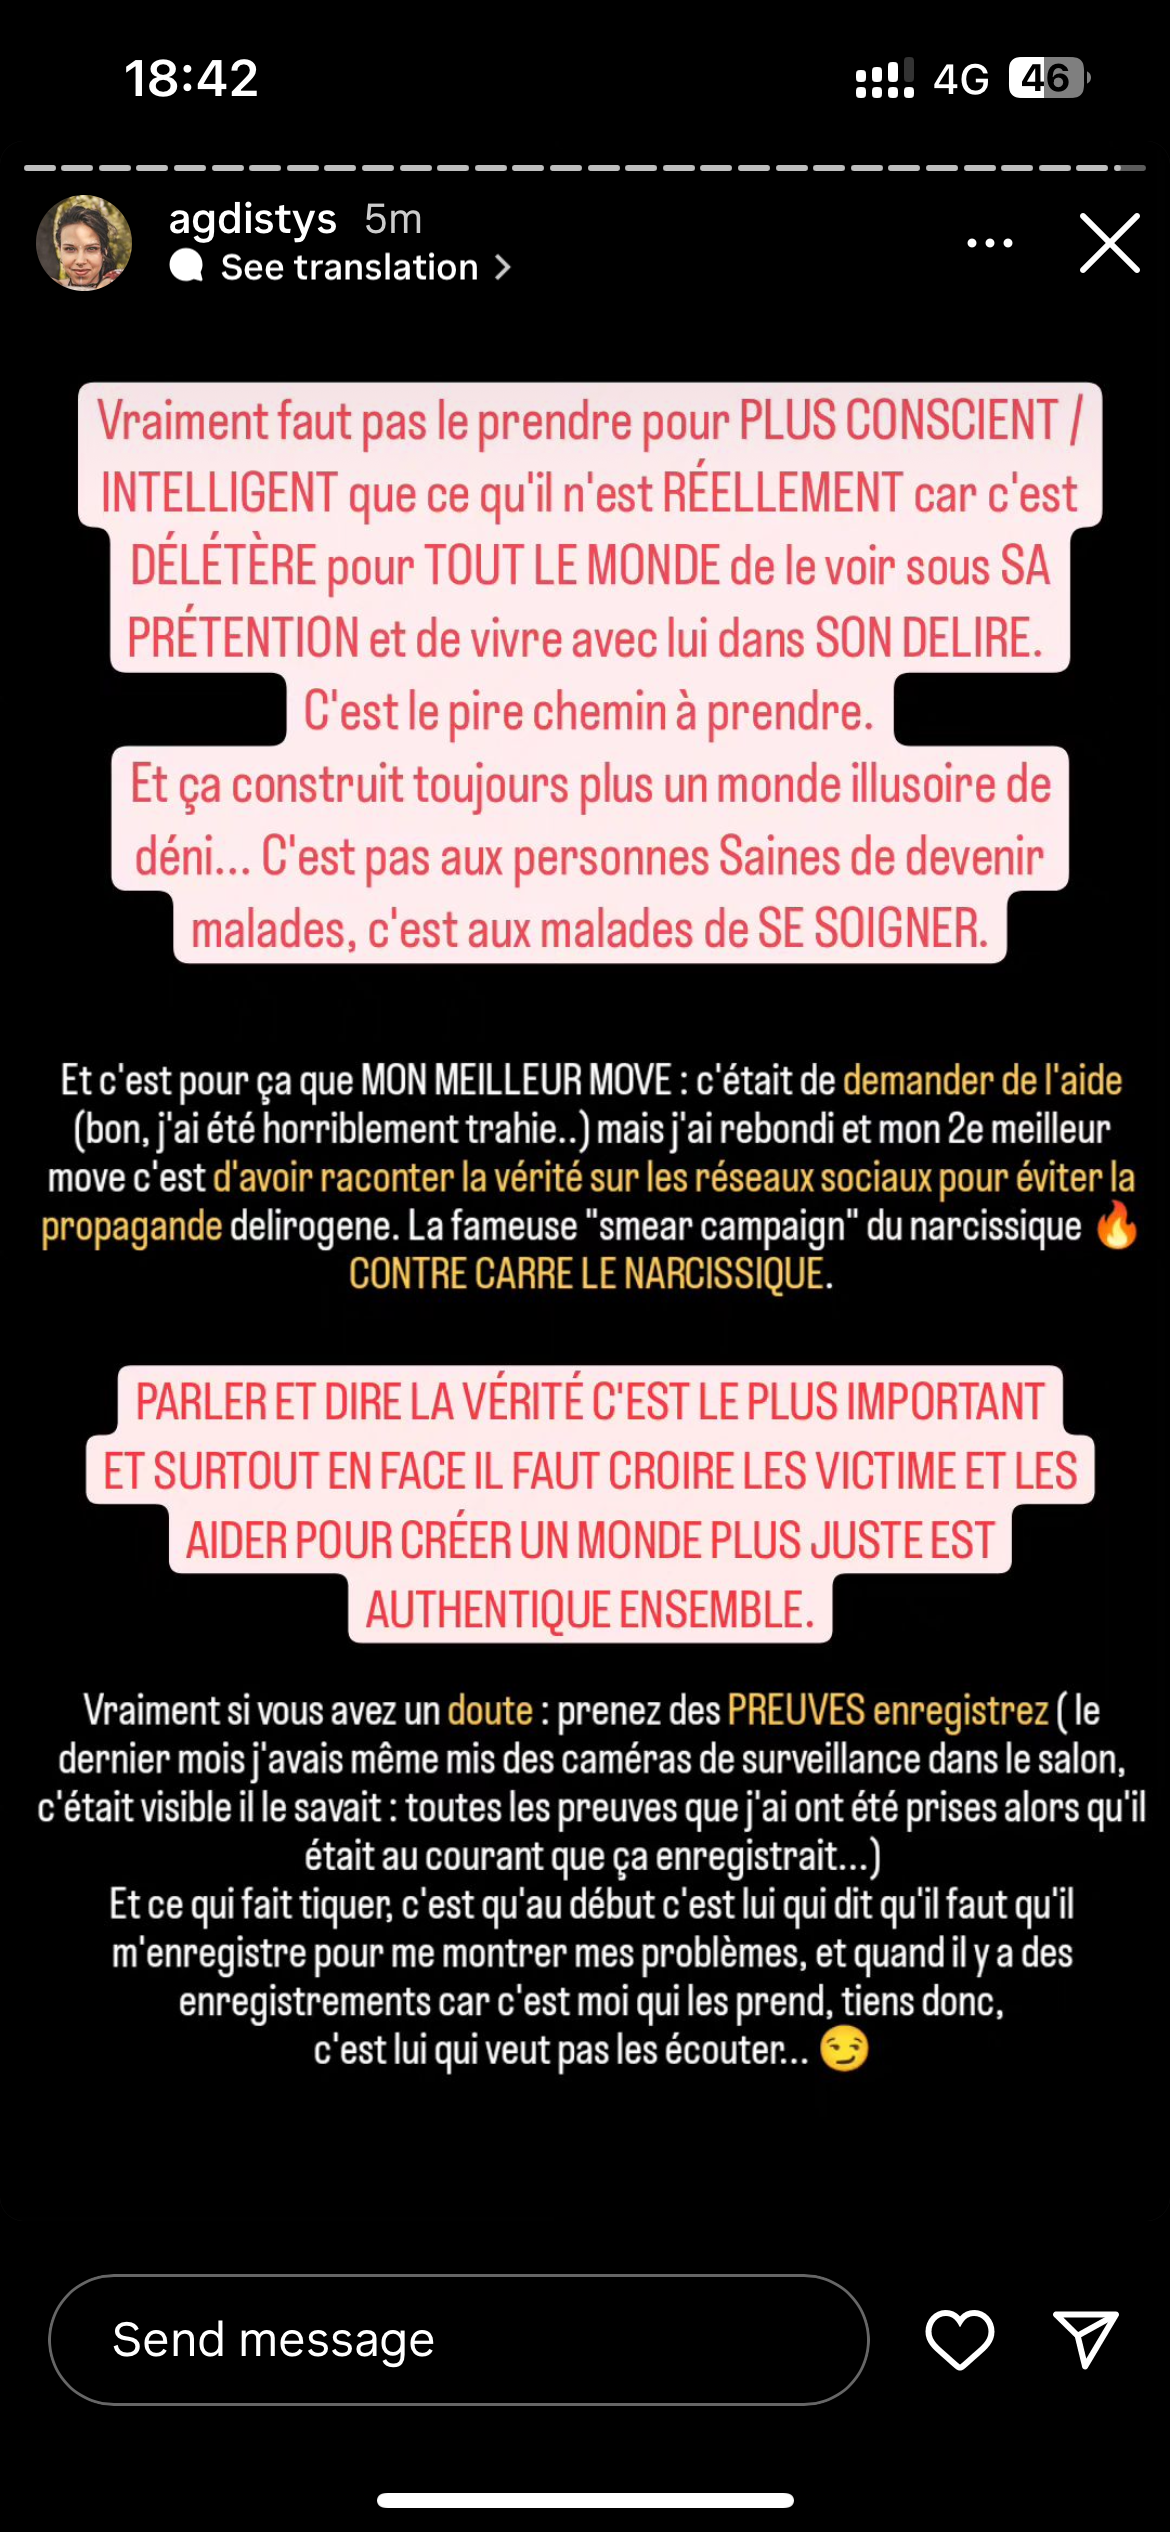 18:42
4G 46
agdistys 5m
See translation >
Vraiment faut pas le prendre pour PLUS CONSCIENT /
INTELLIGENT que ce qu'il n'est RÉELLEMENT car c'est
DÉLÉTÈRE pour TOUT LE MONDE de le voir sous SA
PRÉTENTION et de vivre avec lui dans SON DELIRE.
C'est le pire chemin à prendre.
Et ça construit toujours plus un monde illusoire de
déni... C'est pas aux personnes Saines de devenir
malades, c'est aux malades de SE SOIGNER.
Et c'est pour ça que MON MEILLEUR MOVE : c'était de demander de l'aide
(bon, j'ai été horriblement trahie..) mais j'ai rebondi et mon 2e meilleur
move c'est d'avoir raconter la vérité sur les réseaux sociaux pour éviter la
propagande delirogene. La fameuse "smear campaign" du narcissique 🔥
CONTRE CARRE LE NARCISSIQUE.
PARLER ET DIRE LA VÉRITÉ C'EST LE PLUS IMPORTANT
ET SURTOUT EN FACE IL FAUT CROIRE LES VICTIME ET LES
AIDER POUR CRÉER UN MONDE PLUS JUSTE EST
AUTHENTIQUE ENSEMBLE.
Vraiment si vous avez un doute : prenez des PREUVES enregistrez ( le
dernier mois j'avais même mis des caméras de surveillance dans le salon,
c'était visible il le savait : toutes les preuves que j'ai ont été prises alors qu'il
était au courant que ça enregistrait...)
Et ce qui fait tiquer, c'est qu'au début c'est lui qui dit qu'il faut qu'il
m'enregistre pour me montrer mes problèmes, et quand il y a des
enregistrements car c'est moi qui les prend, tiens donc,
c'est lui qui veut pas les écouter... 😏
Send message